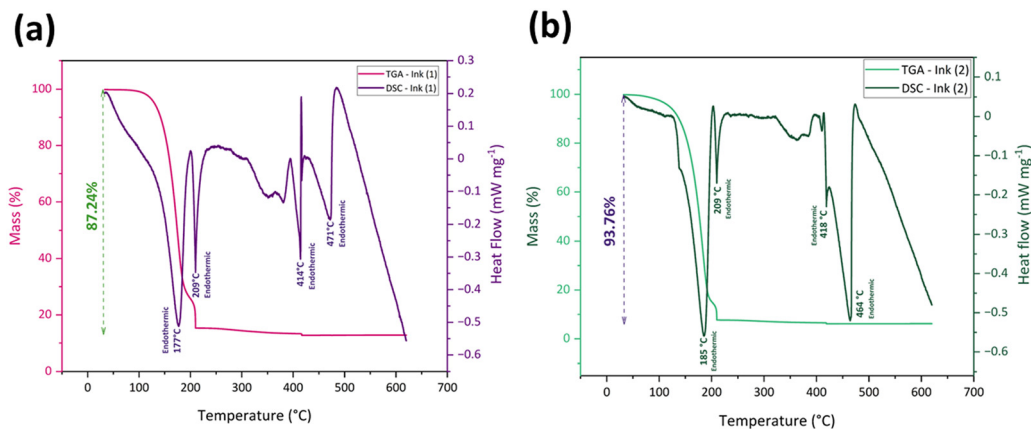 (a)
TGA - Ink (1)
DSC - Ink (1)
Mass (%)
100
80
60
40
20
0
87.24%
Endothermic
177°C
209°C
Endothermic
414°C
Endothermic
471°C
Endothermic
0.3
0.2
0.1
0
−0.1
−0.2
−0.3
−0.4
−0.5
−0.6
Heat Flow (mW mg⁻¹)
0
100
200
300
400
500
600
700
Temperature (°C)
(b)
TGA - Ink (2)
DSC - Ink (2)
Mass (%)
100
80
60
40
20
0
93.76%
185 °C
Endothermic
209 °C
Endothermic
Endothermic
418 °C
464 °C
Endothermic
0.1
0
−0.1
−0.2
−0.3
−0.4
−0.5
−0.6
Heat flow (mW mg⁻¹)
0
100
200
300
400
500
600
700
Temperature (°C)